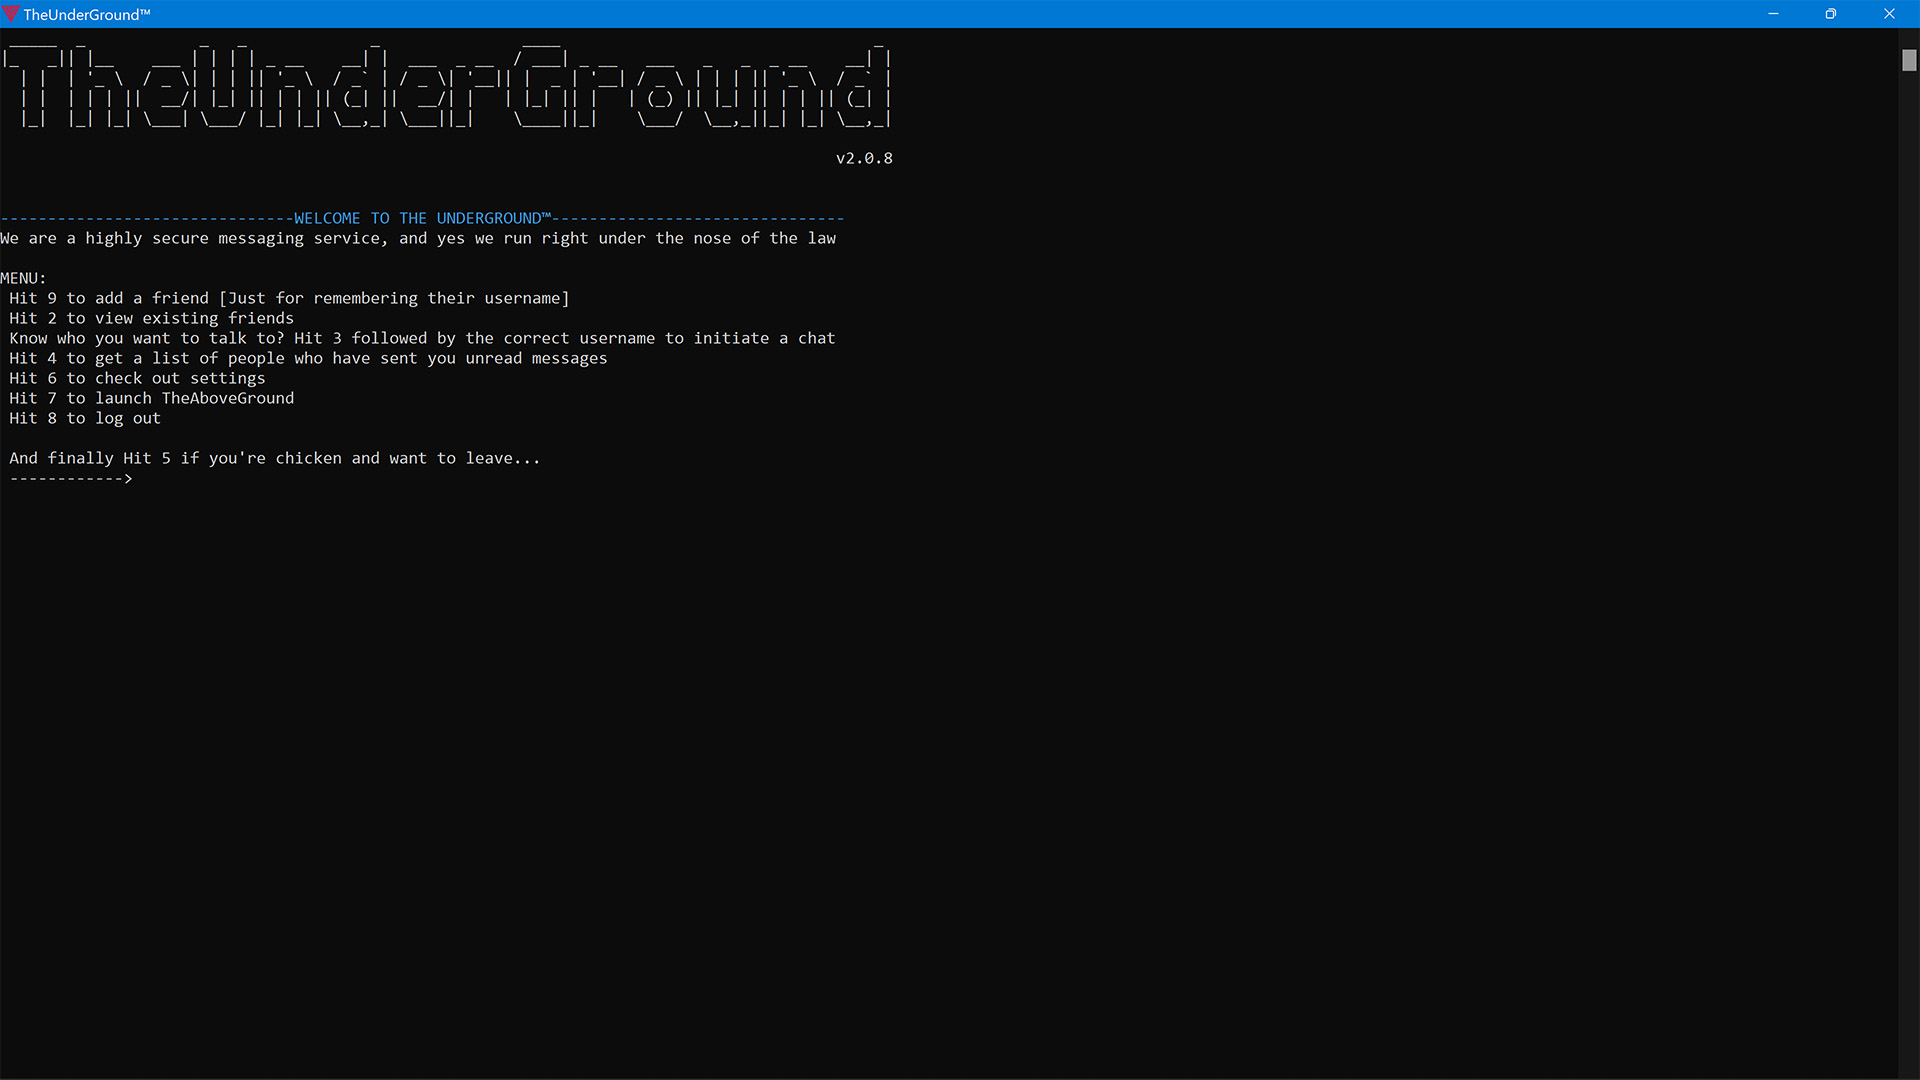 TheUnderGround™
TheUnderGround
v2.0.8
-------------------------------WELCOME TO THE UNDERGROUND™-------------------------------
We are a highly secure messaging service, and yes we run right under the nose of the law
MENU:
Hit 9 to add a friend [Just for remembering their username]
Hit 2 to view existing friends
Know who you want to talk to? Hit 3 followed by the correct username to initiate a chat
Hit 4 to get a list of people who have sent you unread messages
Hit 6 to check out settings
Hit 7 to launch TheAboveGround
Hit 8 to log out
And finally Hit 5 if you're chicken and want to leave...
------------>